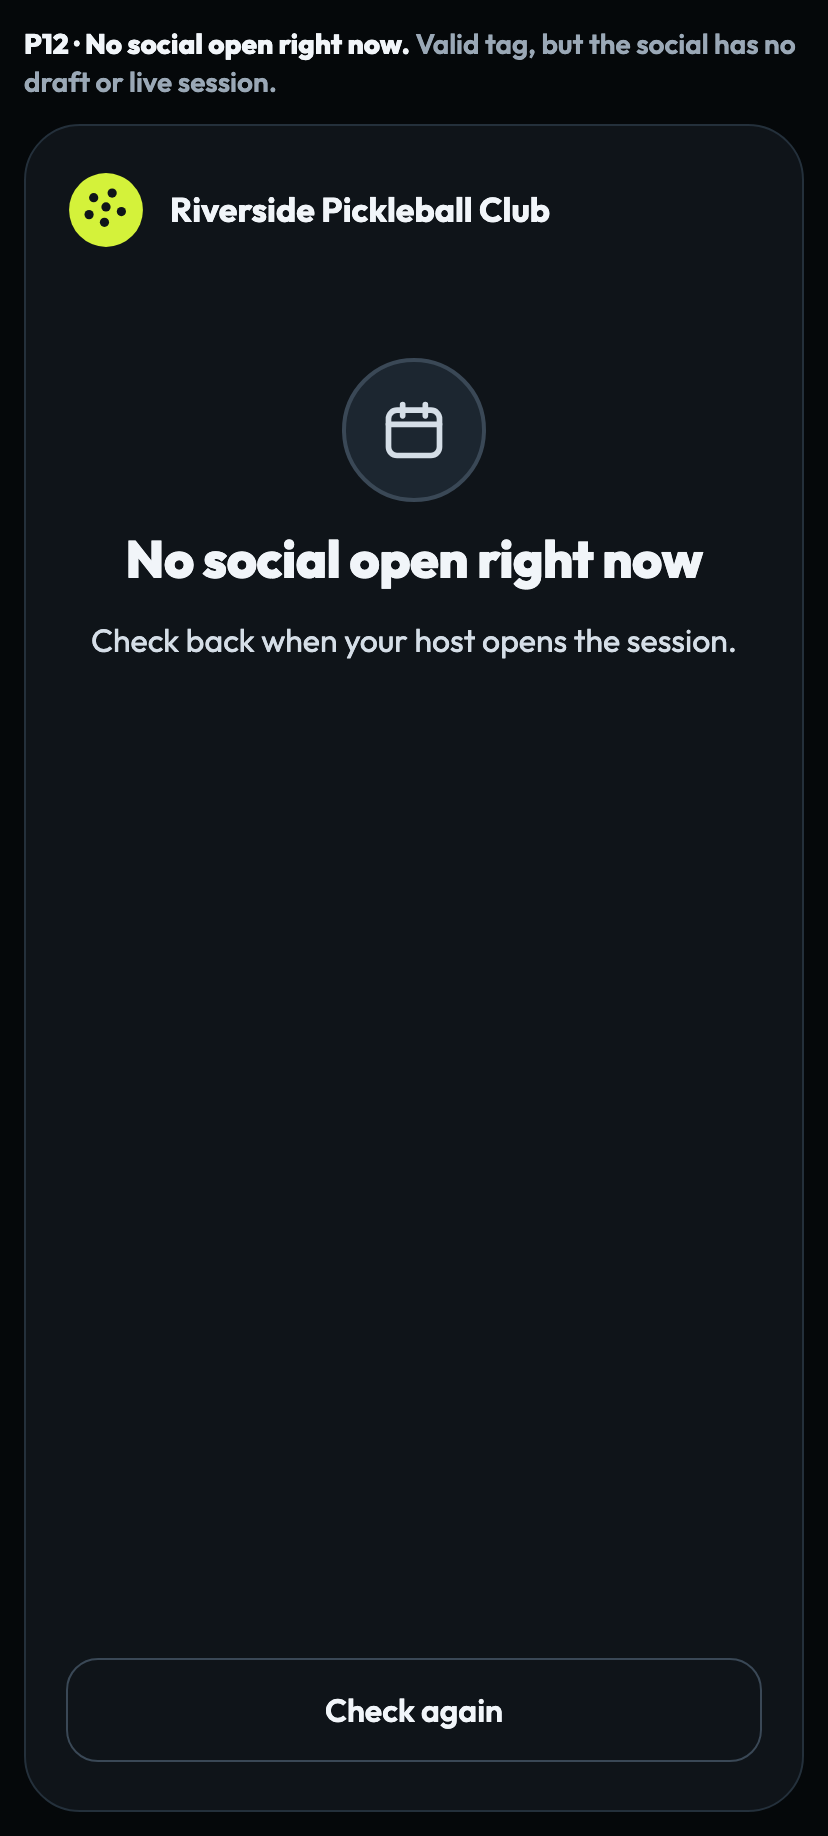 P12 · No social open right now. Valid tag, but the social has no
draft or live session.
Riverside Pickleball Club
No social open right now
Check back when your host opens the session.
Check again